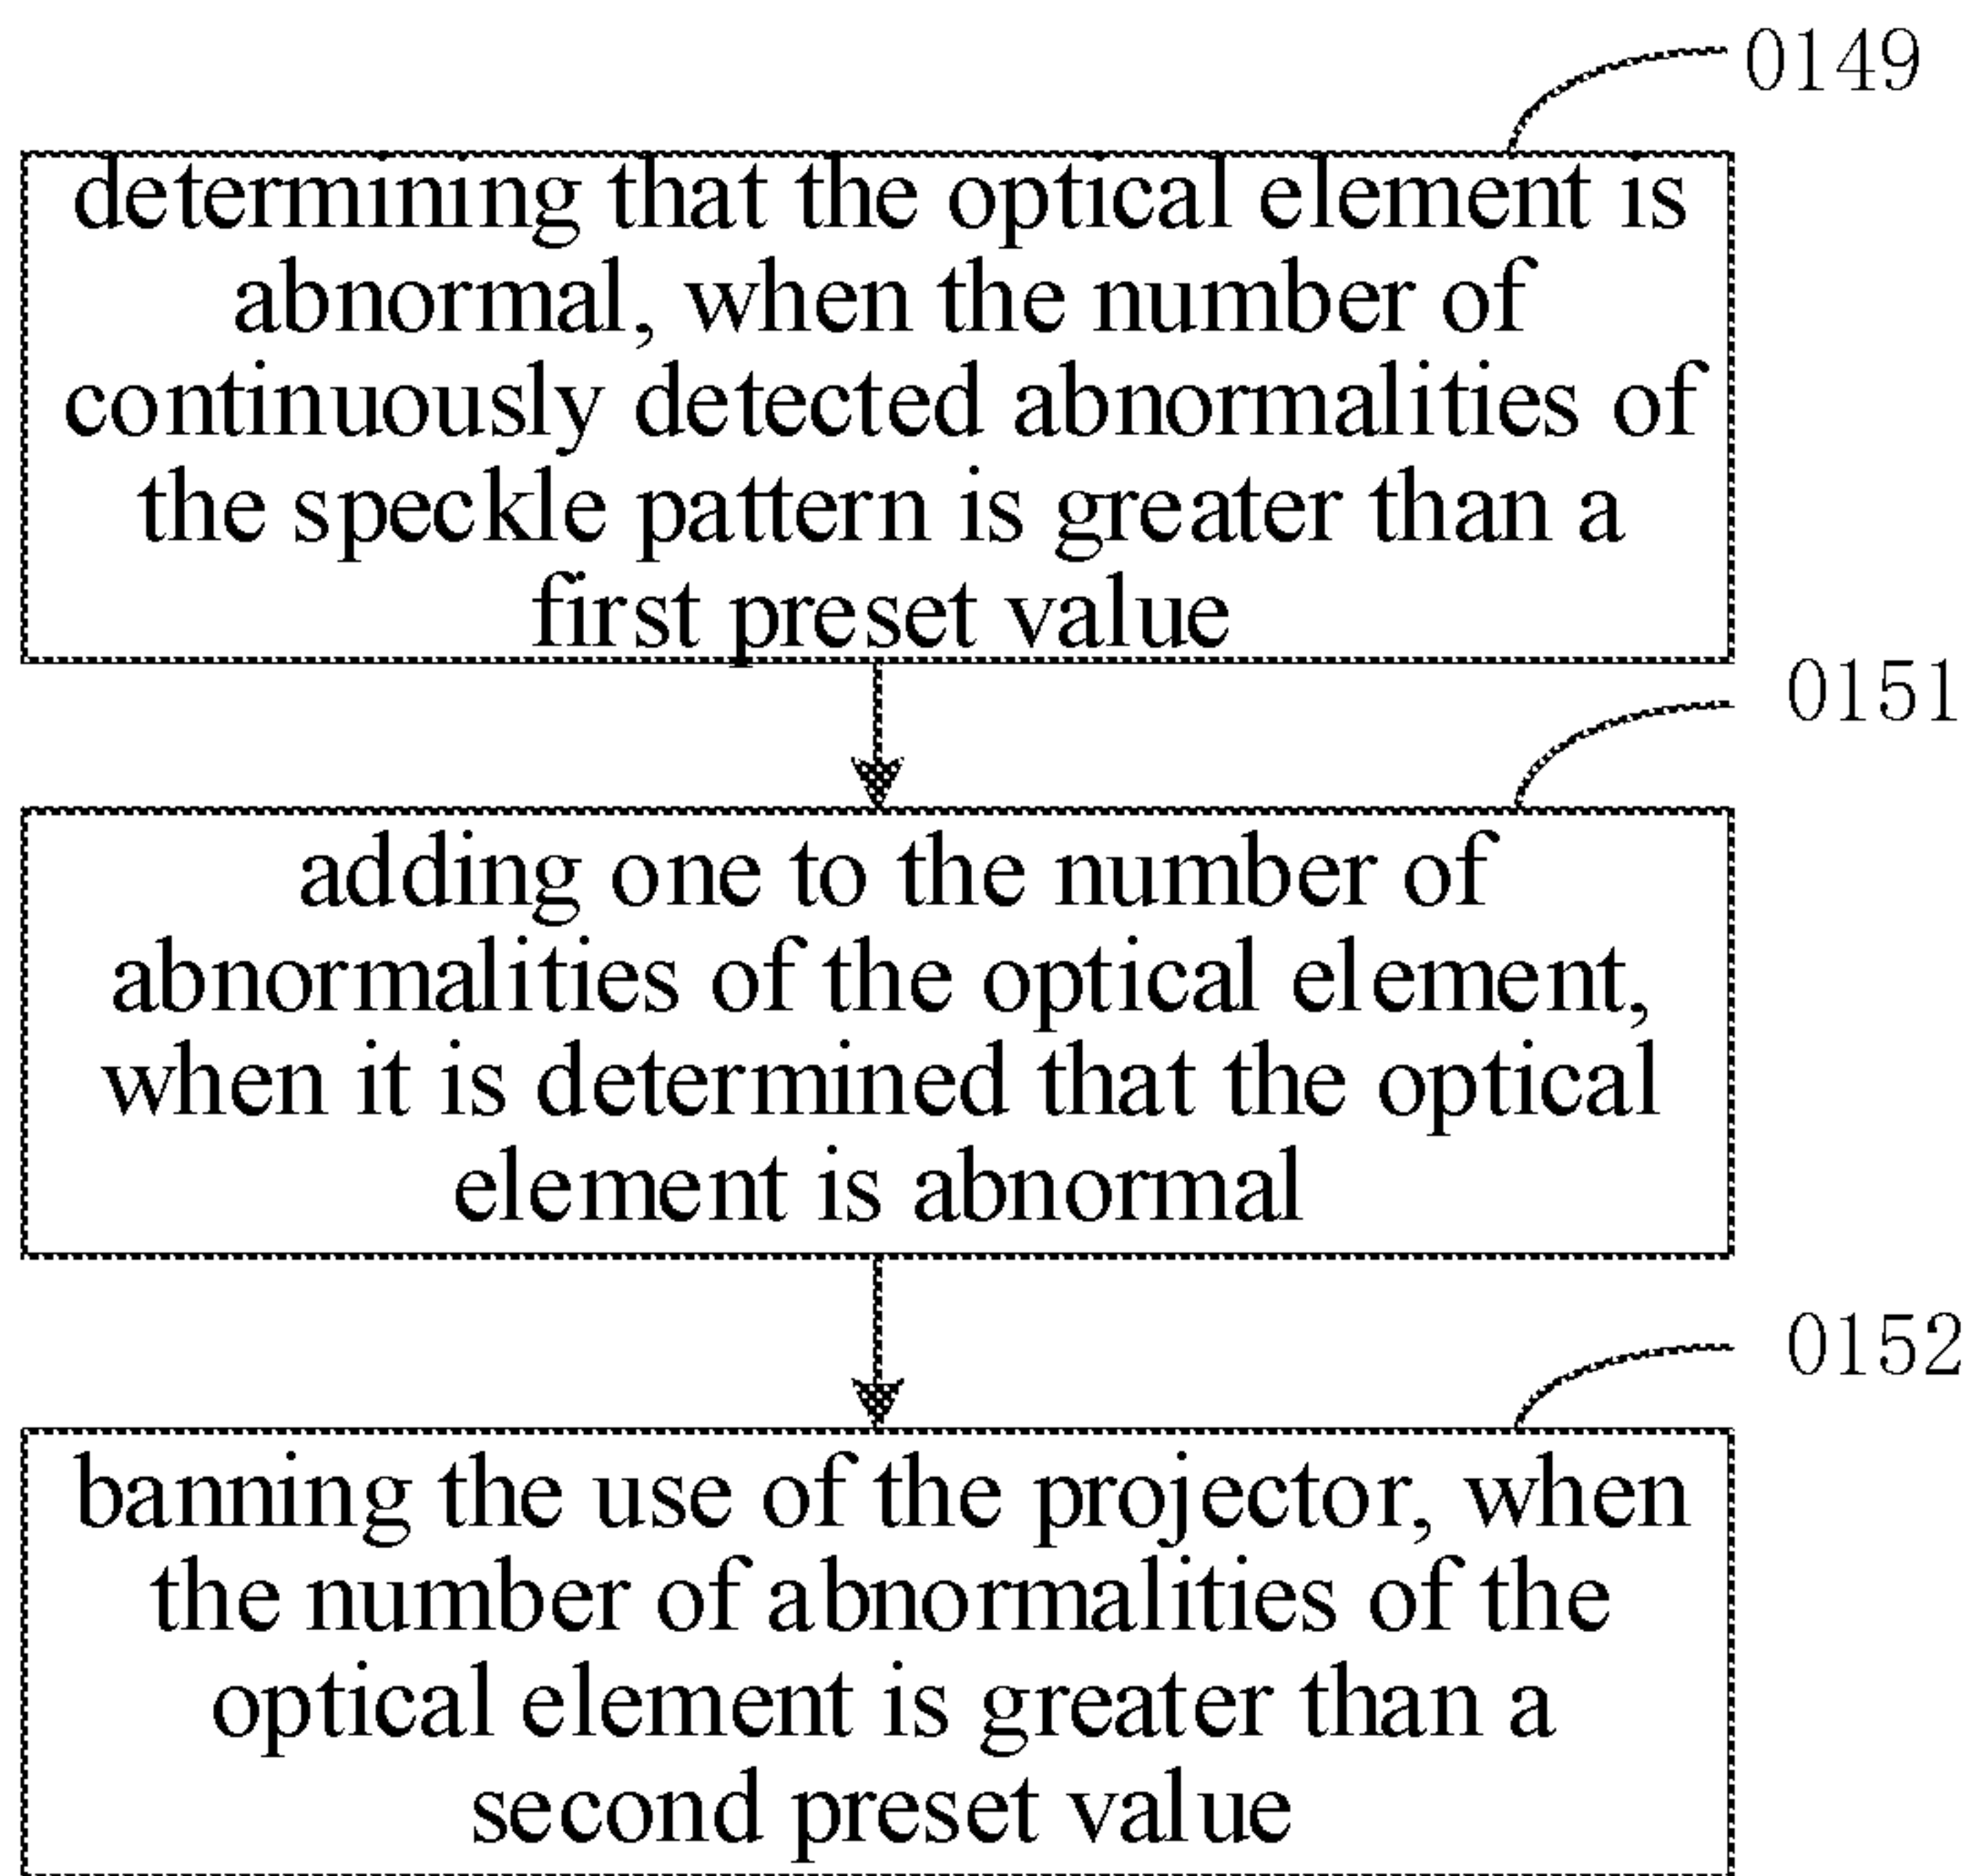 0149
determining that the optical element is
abnormal, when the number of
continuously detected abnormalities of
the speckle pattern is greater than a
first preset value
0151
adding one to the number of
abnormalities of the optical element,
when it is determined that the optical
element is abnormal
0152
banning the use of the projector, when
the number of abnormalities of the
optical element is greater than a
second preset value